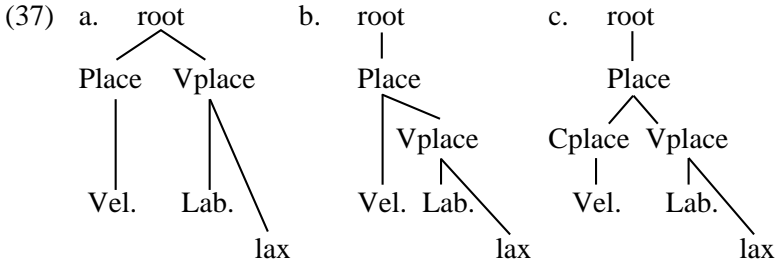 (37) a. root b. root c. root
Place Vplace Place Place
Vplace Cplace Vplace
Vel. Lab. Vel. Lab. Vel. Lab.
lax lax lax